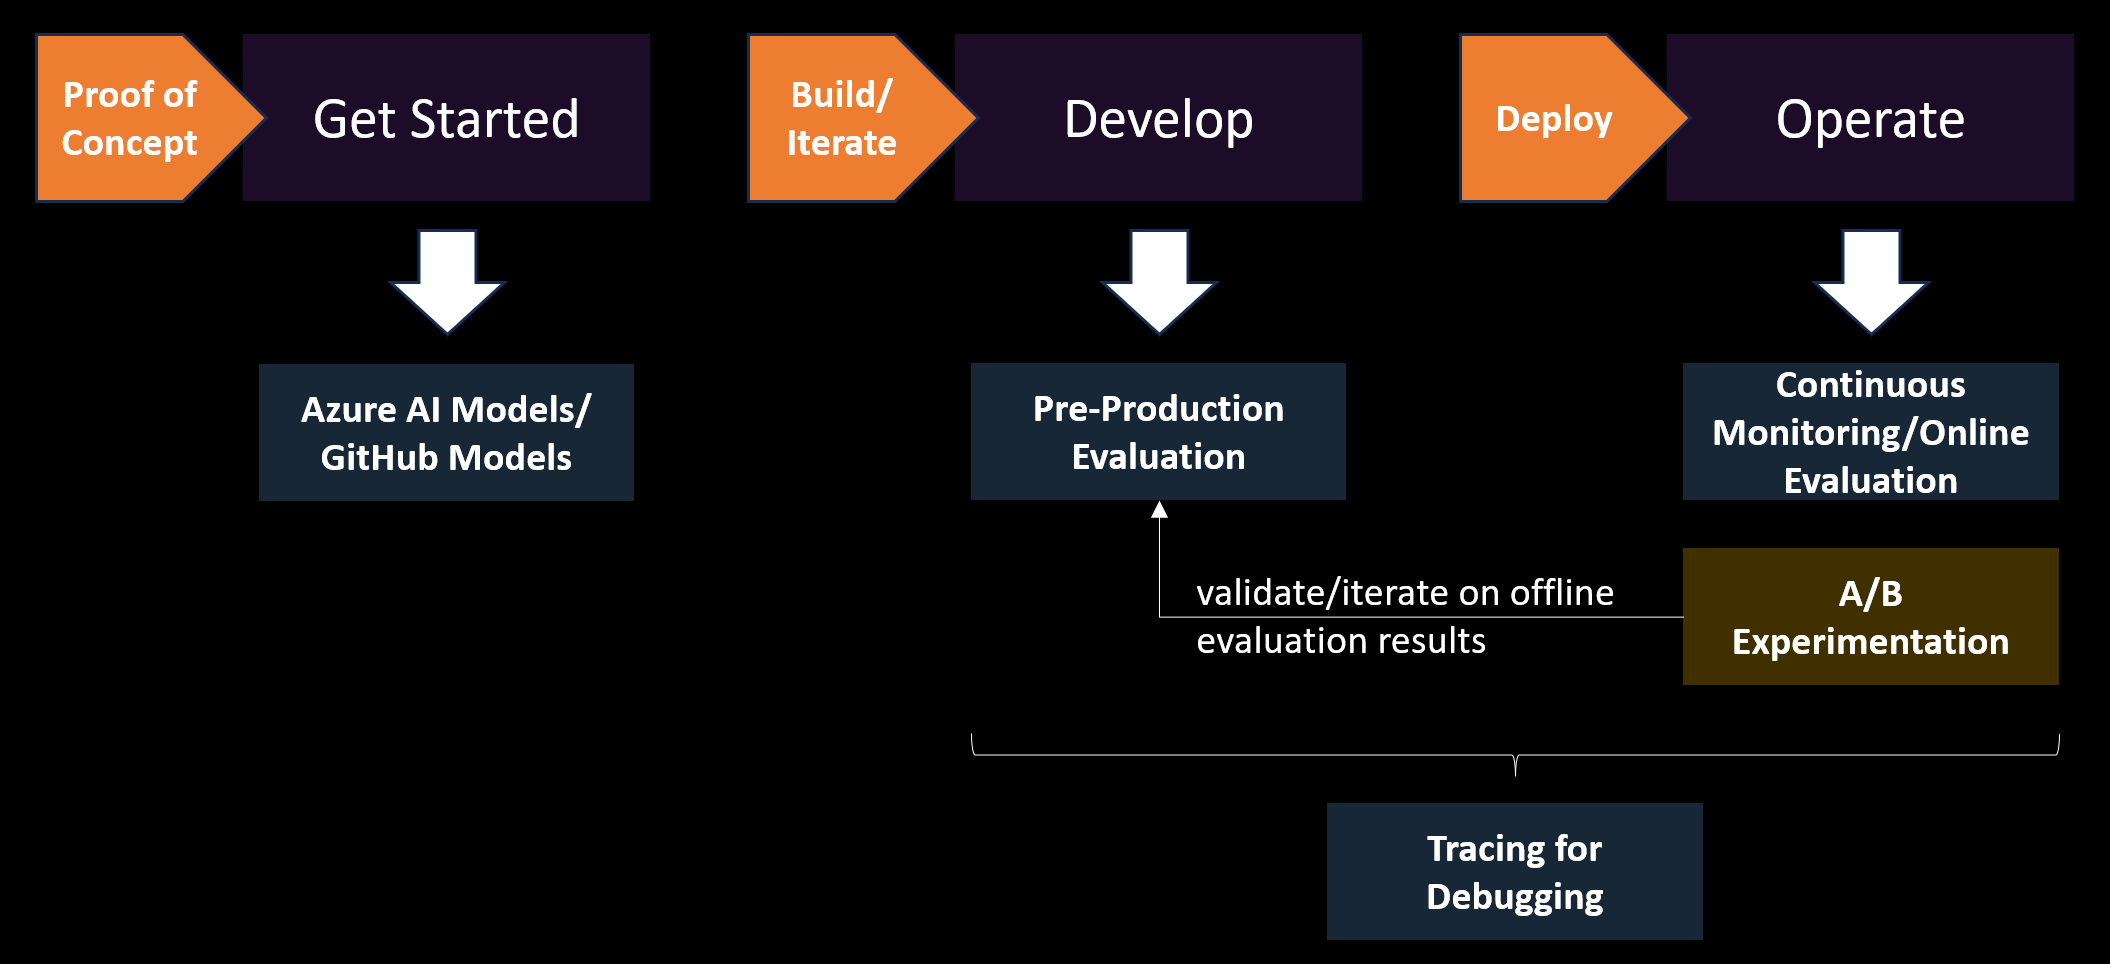 Proof of
Concept
Get Started
Build/
Iterate
Develop
Deploy
Operate
Azure AI Models/
GitHub Models
Pre-Production
Evaluation
Continuous
Monitoring/Online
Evaluation
validate/iterate on offline
evaluation results
A/B
Experimentation
Tracing for
Debugging